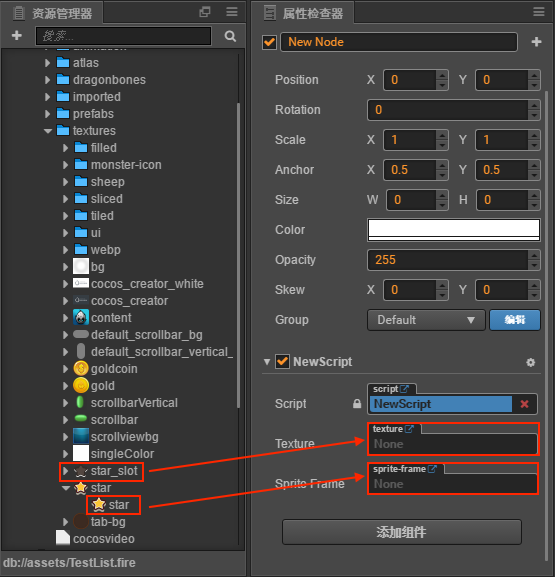 资源管理器
搜索...
animation
atlas
dragonbones
imported
prefabs
textures
filled
monster-icon
sheep
sliced
tiled
ui
webp
bg
cocos_creator_white
cocos_creator
content
default_scrollbar_bg
default_scrollbar_vertical_
goldcoin
gold
scrollbarVertical
scrollbar
scrollviewbg
singleColor
star_slot
star
star
tab-bg
cocosvideo
db://assets/TestList.fire
属性检查器
New Node
Position X 0 Y 0
Rotation 0
Scale X 1 Y 1
Anchor X 0.5 Y 0.5
Size W 0 H 0
Color
Opacity 255
Skew X 0 Y 0
Group Default 编辑
NewScript
script
Script NewScript
texture
Texture None
sprite-frame
Sprite Frame None
添加组件